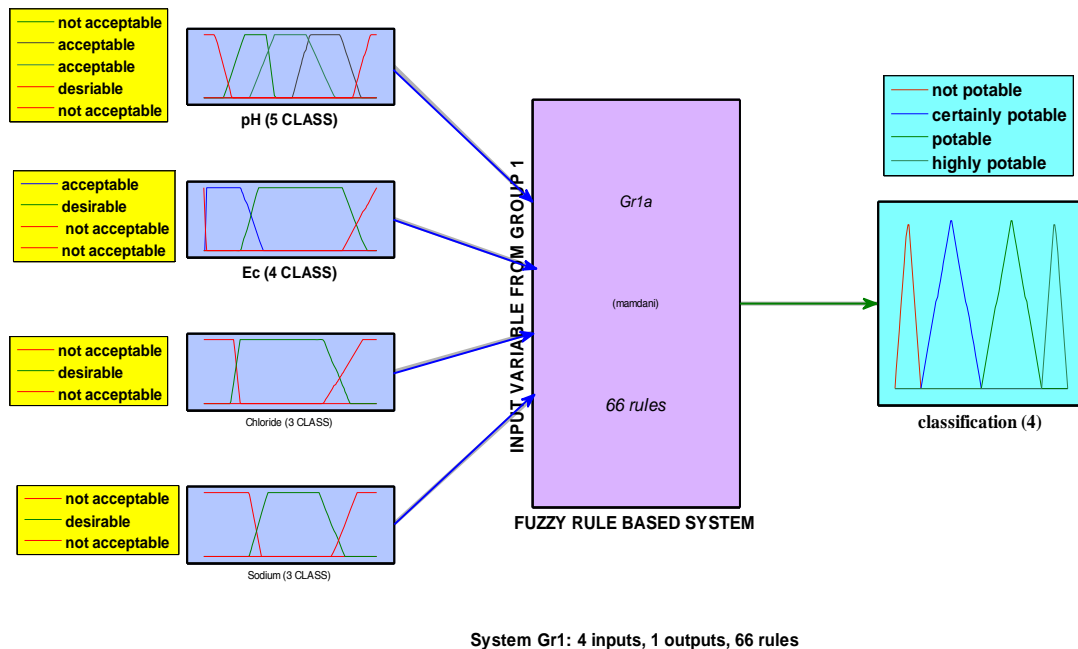 not acceptable
acceptable
acceptable
desriable
not acceptable
pH (5 CLASS)
acceptable
desirable
not acceptable
not acceptable
Ec (4 CLASS)
not acceptable
desirable
not acceptable
Chloride (3 CLASS)
not acceptable
desirable
not acceptable
Sodium (3 CLASS)
INPUT VARIABLE FROM GROUP 1
Gr1a
(mamdani)
66 rules
FUZZY RULE BASED SYSTEM
not potable
certainly potable
potable
highly potable
classification (4)
System Gr1: 4 inputs, 1 outputs, 66 rules